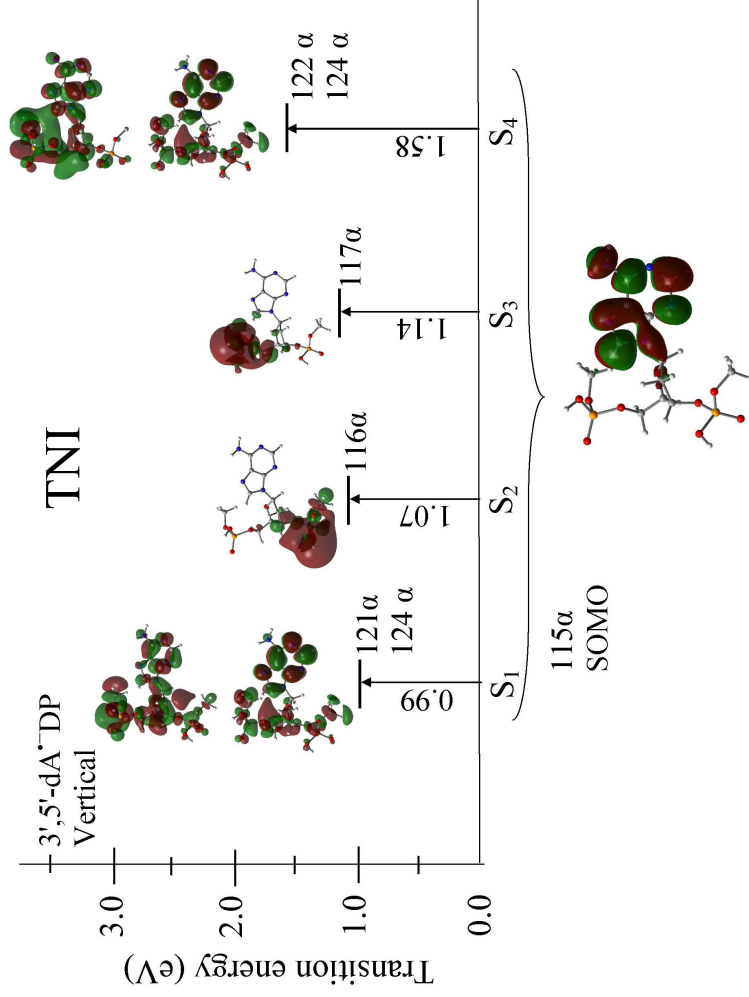 TNI
3',5'-dA•−DP
Vertical
Transition energy (eV)
3.0
2.0
1.0
0.0
121α
124 α
0.99
S1
116α
1.07
S2
117α
1.14
S3
122 α
124 α
1.58
S4
115α
SOMO